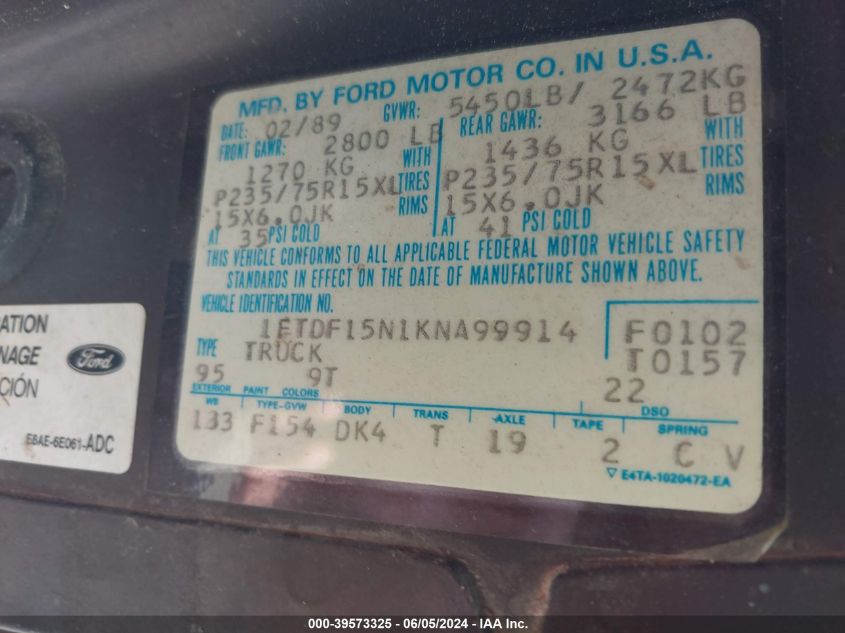 MFD. BY FORD MOTOR CO. IN U.S.A.
DATE: 02/89 GVWR: 5450LB/ 2472KG
FRONT GAWR: 2800 LB REAR GAWR: 3166 LB
1270 KG WITH 1436 KG WITH
P235/75R15XL TIRES P235/75R15XL TIRES
15X6.0JK RIMS 15X6.0JK RIMS
AT 35 PSI COLD AT 41 PSI COLD
THIS VEHICLE CONFORMS TO ALL APPLICABLE FEDERAL MOTOR VEHICLE SAFETY
STANDARDS IN EFFECT ON THE DATE OF MANUFACTURE SHOWN ABOVE.
VEHICLE IDENTIFICATION NO.
1FTDF15N1KNA99914 F0102
TYPE TRUCK T0157
95 9T 22
EXTERIOR PAINT COLORS DSO
WB TYPE-GVW BODY TRANS AXLE TAPE SPRING
133 F154 DK4 T 19 2 C V
E4TA-1020472-EA
Ford
E8AE-6E061-ADC
000-39573325 - 06/05/2024 - IAA Inc.